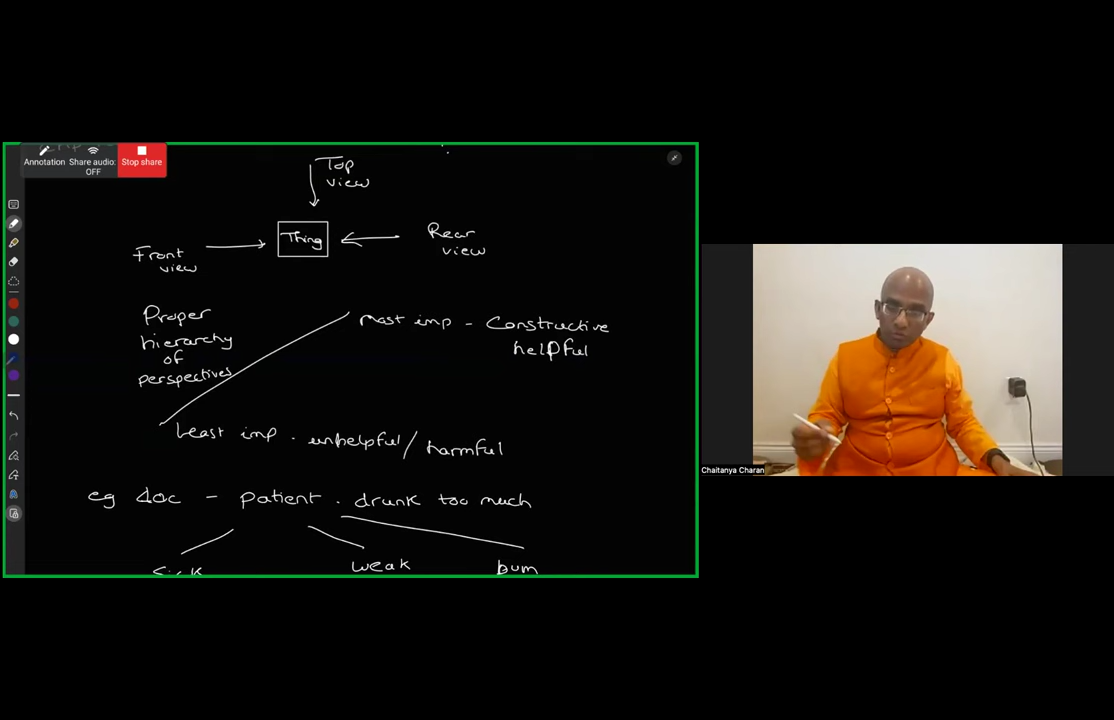 Annotation
Share audio:
OFF
Stop share
Top
view
Thing
Front
view
Rear
view
Proper
hierarchy
of
perspectives
most imp - Constructive
helpful
Least imp - unhelpful/
harmful
eg doc - patient - drunk too much
Sick
weak
bum
Chaitanya Charan